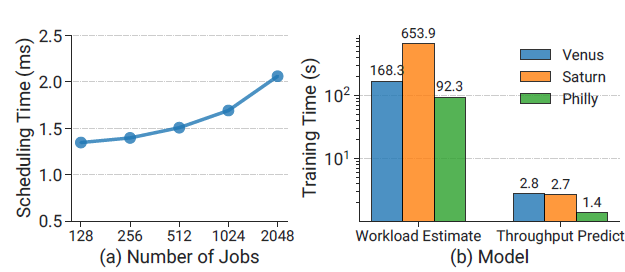 Scheduling Time (ms)
2.5
2.0
1.5
1.0
0.5
128 256 512 1024 2048
(a) Number of Jobs
Training Time (s)
10²
10¹
168.3
653.9
92.3
2.8 2.7
1.4
Venus
Saturn
Philly
Workload Estimate Throughput Predict
(b) Model